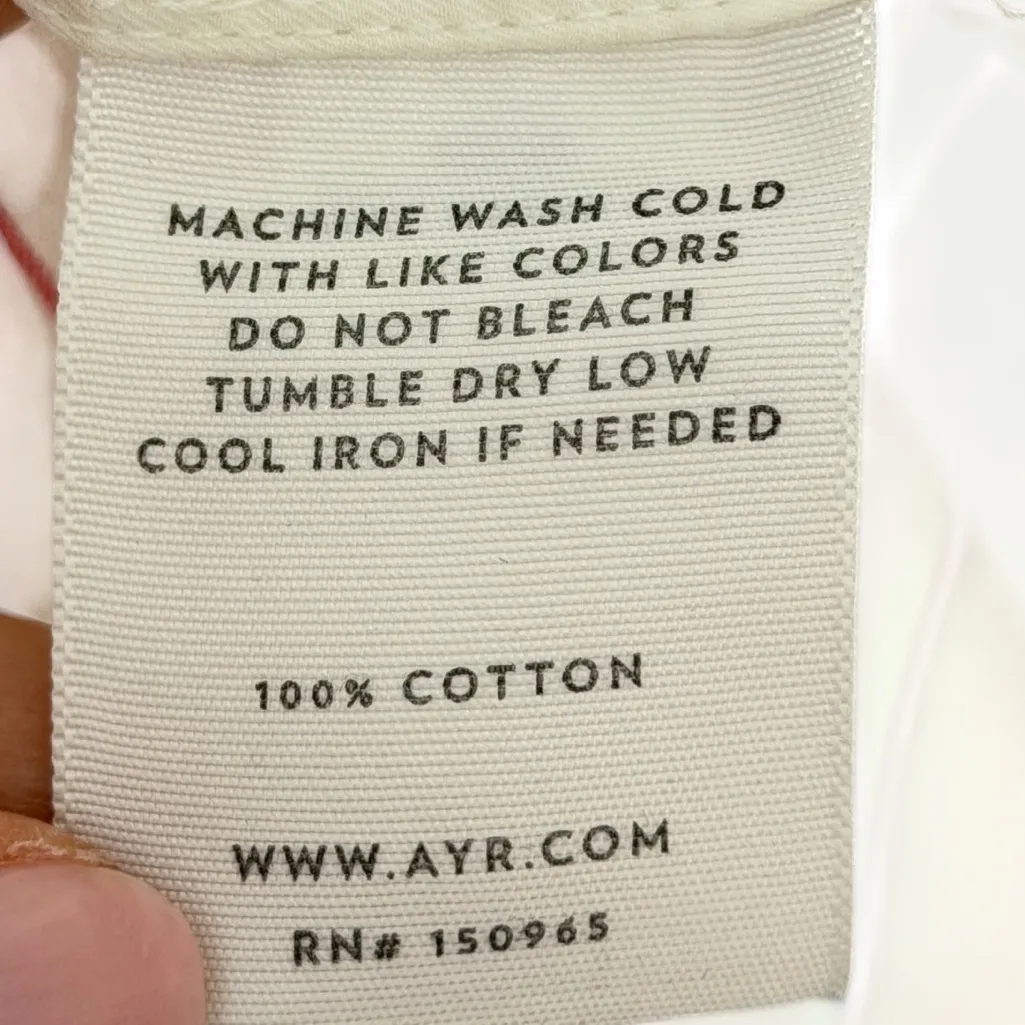 MACHINE WASH COLD
WITH LIKE COLORS
DO NOT BLEACH
TUMBLE DRY LOW
COOL IRON IF NEEDED
100% COTTON
WWW.AYR.COM
RN# 150965